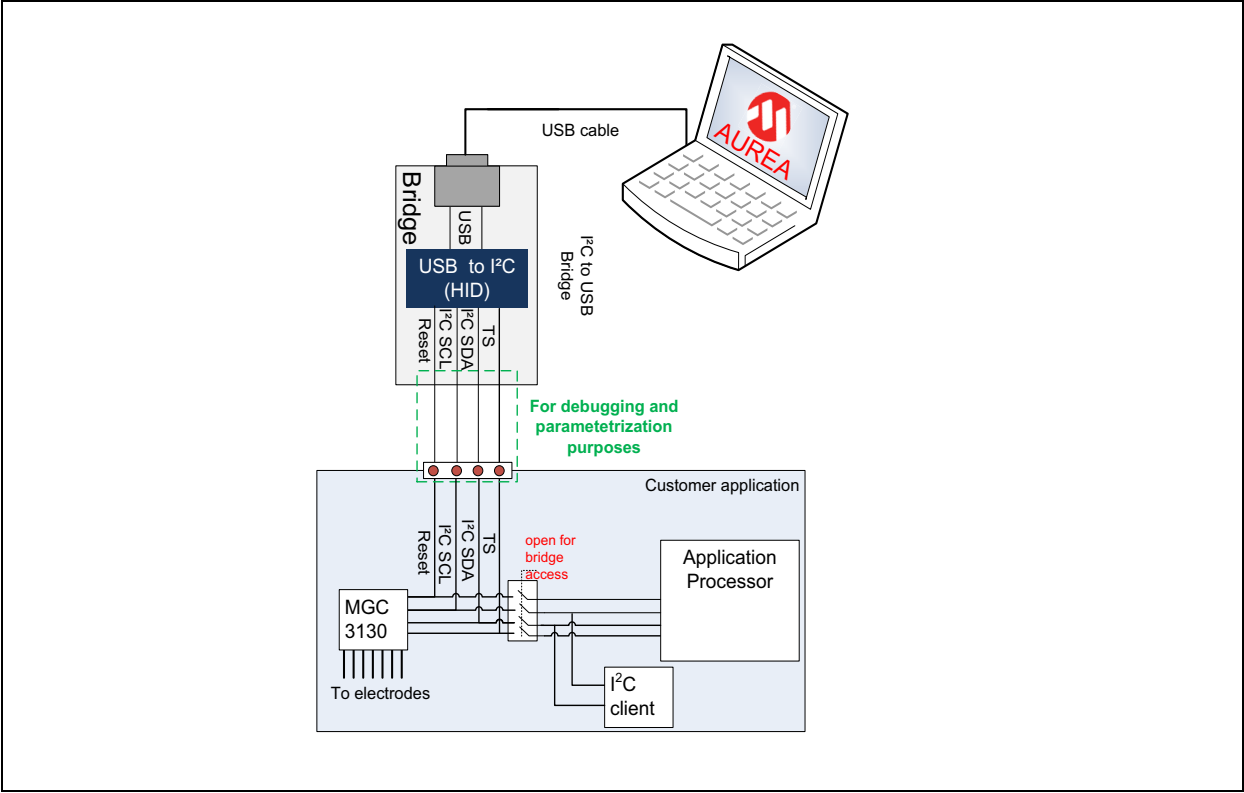 AUREA
USB cable
Bridge
USB
USB to I²C
(HID)
I²C to USB
Bridge
Reset
I²C SCL
I²C SDA
TS
For debugging and
parametetrization
purposes
Customer application
Reset
I²C SCL
I²C SDA
TS
open for
bridge
access
Application
Processor
MGC
3130
To electrodes
I²C
client